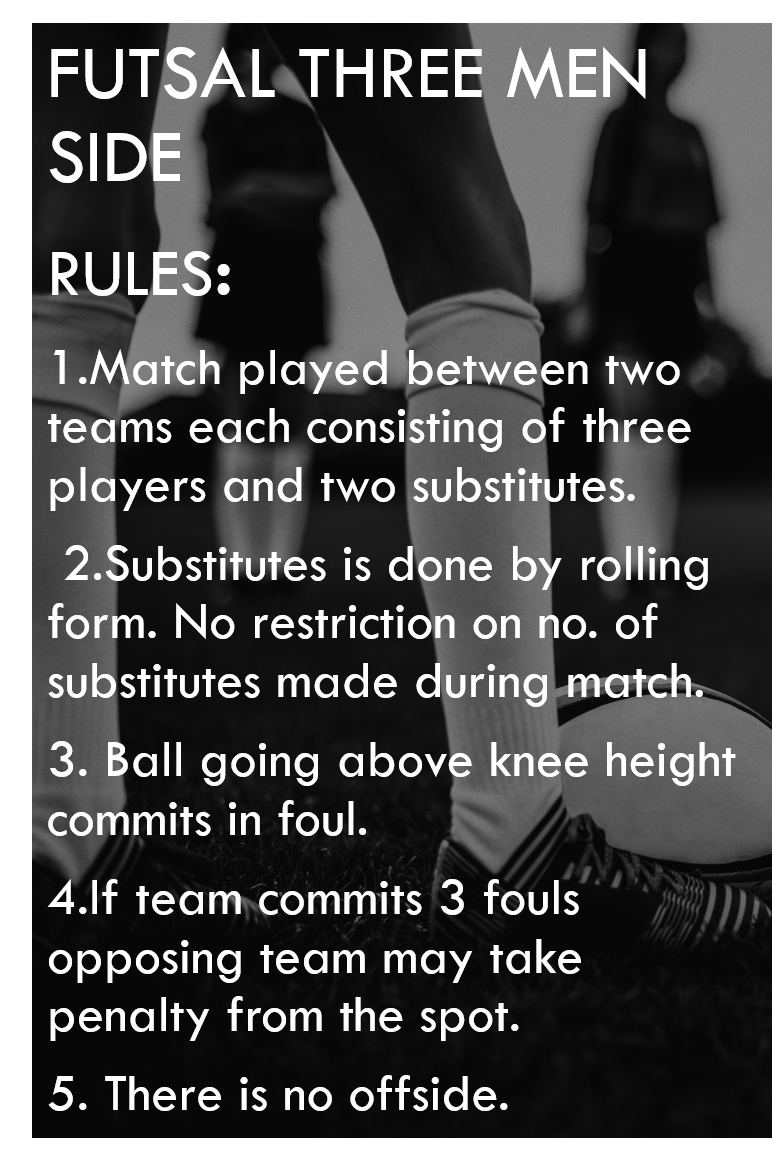 FUTSAL THREE MEN
SIDE
RULES:
1.Match played between two
teams each consisting of three
players and two substitutes.
2.Substitutes is done by rolling
form. No restriction on no. of
substitutes made during match.
3. Ball going above knee height
commits in foul.
4.If team commits 3 fouls
opposing team may take
penalty from the spot.
5. There is no offside.